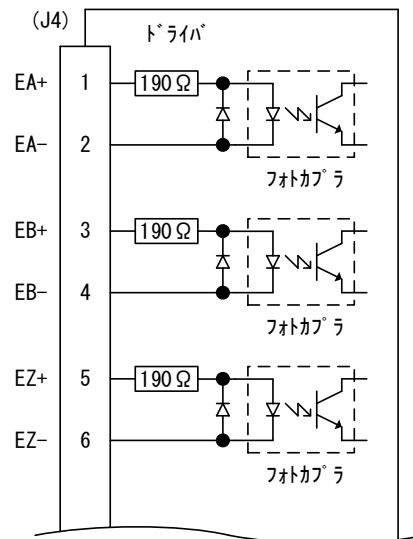 (J4)
ドライバ
EA+ 1 190Ω
EA- 2
フォトカプラ
EB+ 3 190Ω
EB- 4
フォトカプラ
EZ+ 5 190Ω
EZ- 6
フォトカプラ